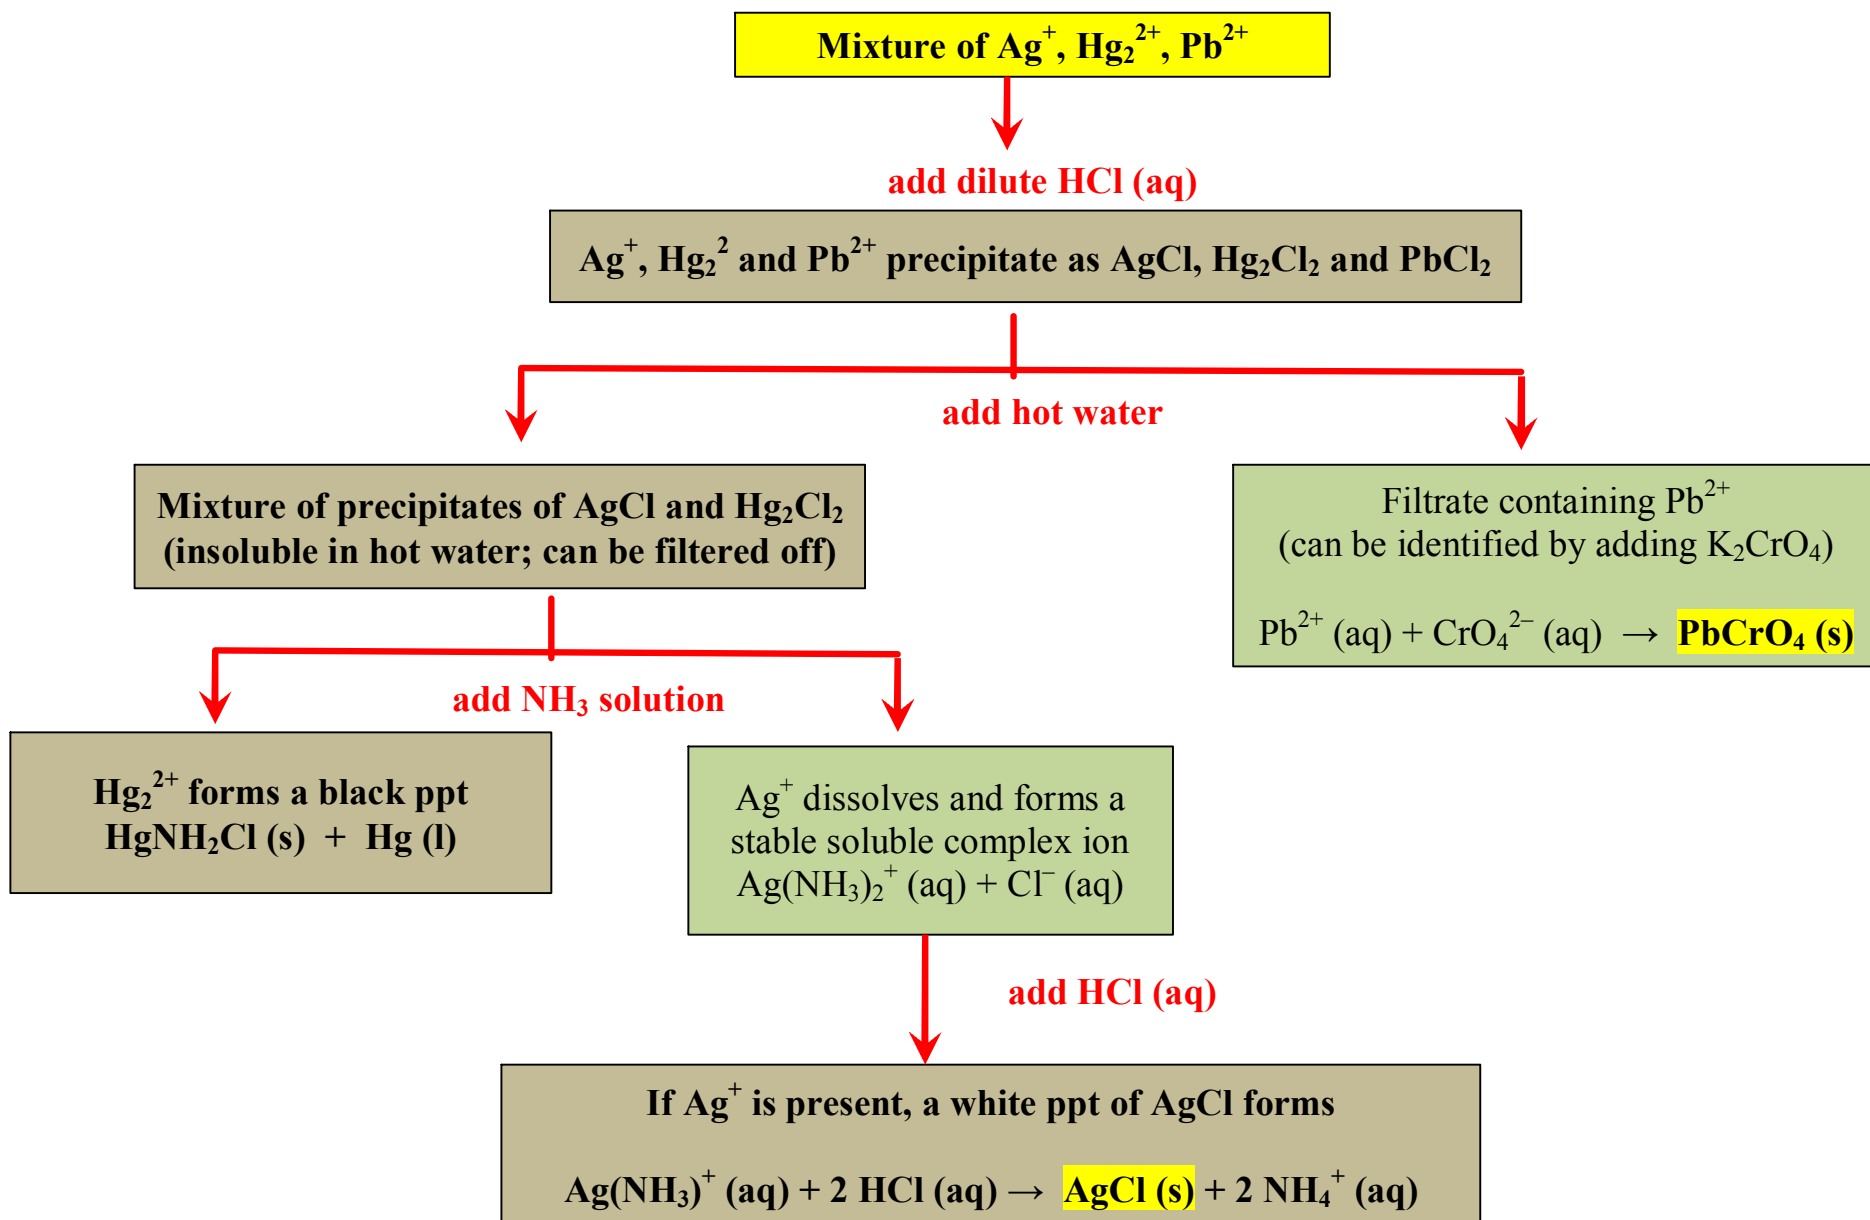 Mixture of Ag⁺, Hg₂²⁺, Pb²⁺
add dilute HCl (aq)
Ag⁺, Hg₂² and Pb²⁺ precipitate as AgCl, Hg₂Cl₂ and PbCl₂
add hot water
Mixture of precipitates of AgCl and Hg₂Cl₂
(insoluble in hot water; can be filtered off)
Filtrate containing Pb²⁺
(can be identified by adding K₂CrO₄)
Pb²⁺ (aq) + CrO₄²⁻ (aq) → PbCrO₄ (s)
add NH₃ solution
Hg₂²⁺ forms a black ppt
HgNH₂Cl (s) + Hg (l)
Ag⁺ dissolves and forms a
stable soluble complex ion
Ag(NH₃)₂⁺ (aq) + Cl⁻ (aq)
add HCl (aq)
If Ag⁺ is present, a white ppt of AgCl forms
Ag(NH₃)⁺ (aq) + 2 HCl (aq) → AgCl (s) + 2 NH₄⁺ (aq)